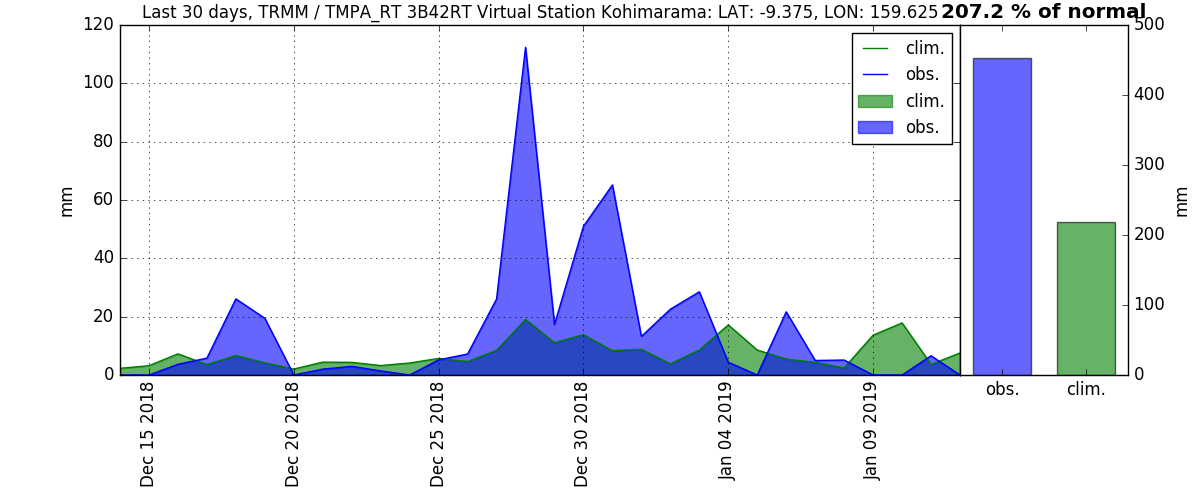 Last 30 days, TRMM / TMPA_RT 3B42RT Virtual Station Kohimarama: LAT: -9.375, LON: 159.625
207.2 % of normal
clim.
obs.
clim.
obs.
mm
120
100
80
60
40
20
0
Dec 15 2018
Dec 20 2018
Dec 25 2018
Dec 30 2018
Jan 04 2019
Jan 09 2019
500
400
300
200
100
0
mm
obs.
clim.